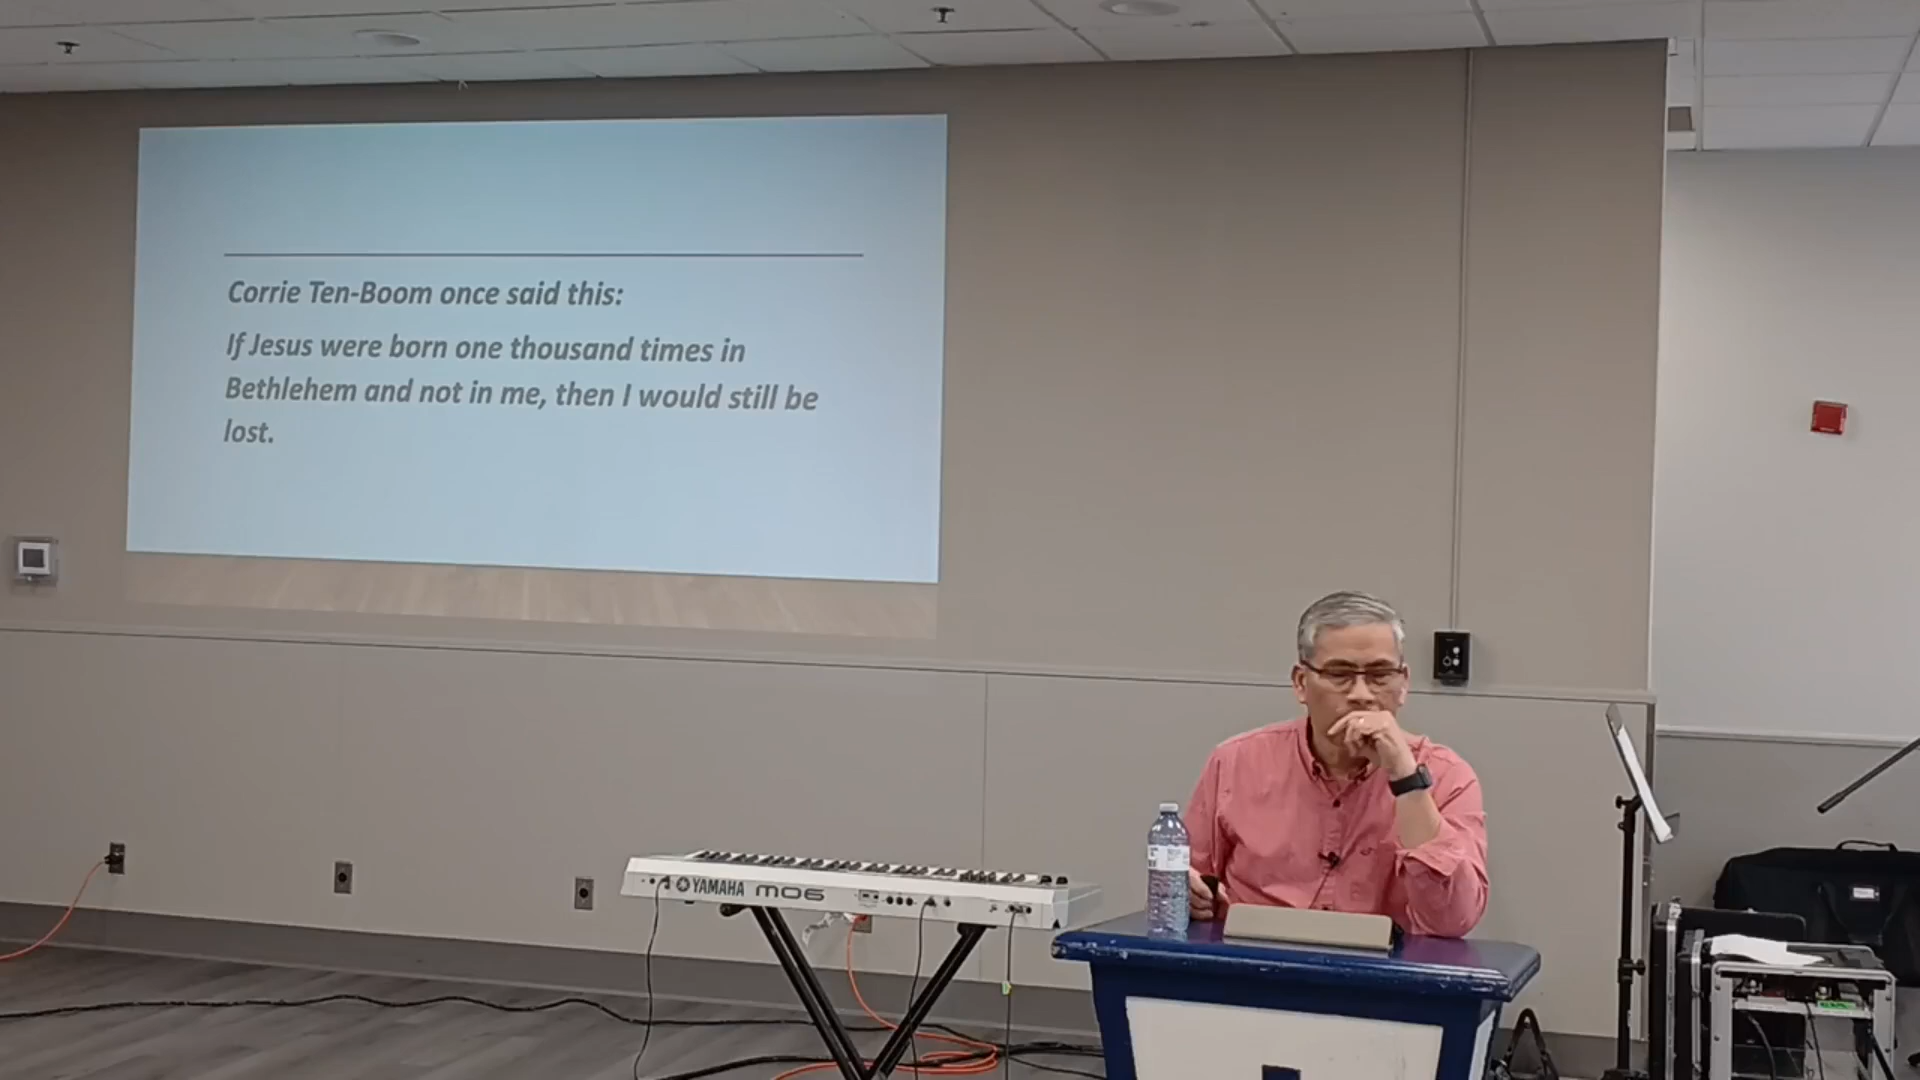 Corrie Ten-Boom once said this:
If Jesus were born one thousand times in
Bethlehem and not in me, then I would still be
lost.
YAMAHA MO6